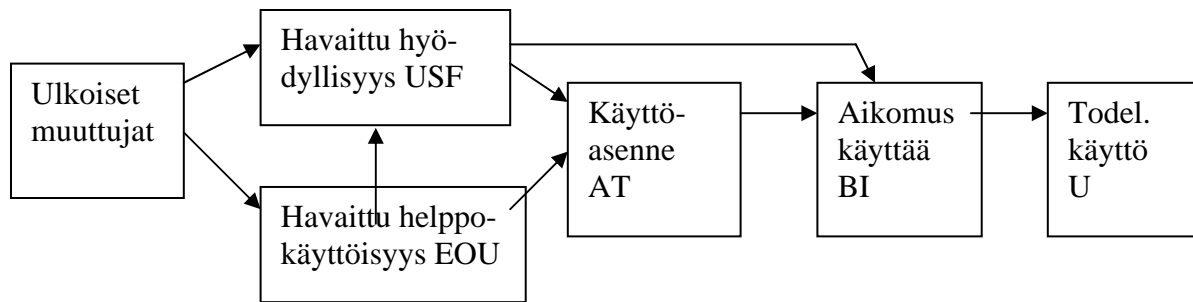 Ulkoiset
muuttujat
Havaittu hyö-
dyllisyys USF
Havaittu helppo-
käyttöisyys EOU
Käyttö-
asenne
AT
Aikomus
käyttää
BI
Todel.
käyttö
U